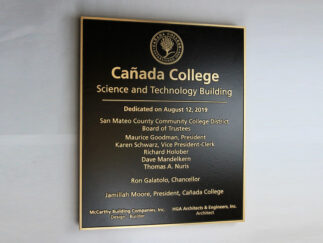 Cañada College
Science and Technology Building
Dedicated on August 12, 2019
San Mateo County Community College District
Board of Trustees
Maurice Goodman, President
Karen Schwarz, Vice President-Clerk
Richard Holober
Dave Mandelkern
Thomas A. Nuris
Ron Galatolo, Chancellor
Jamillah Moore, President, Cañada College
McCarthy Building Companies, Inc.
Design - Builder
HGA Architects & Engineers, Inc.
Architect